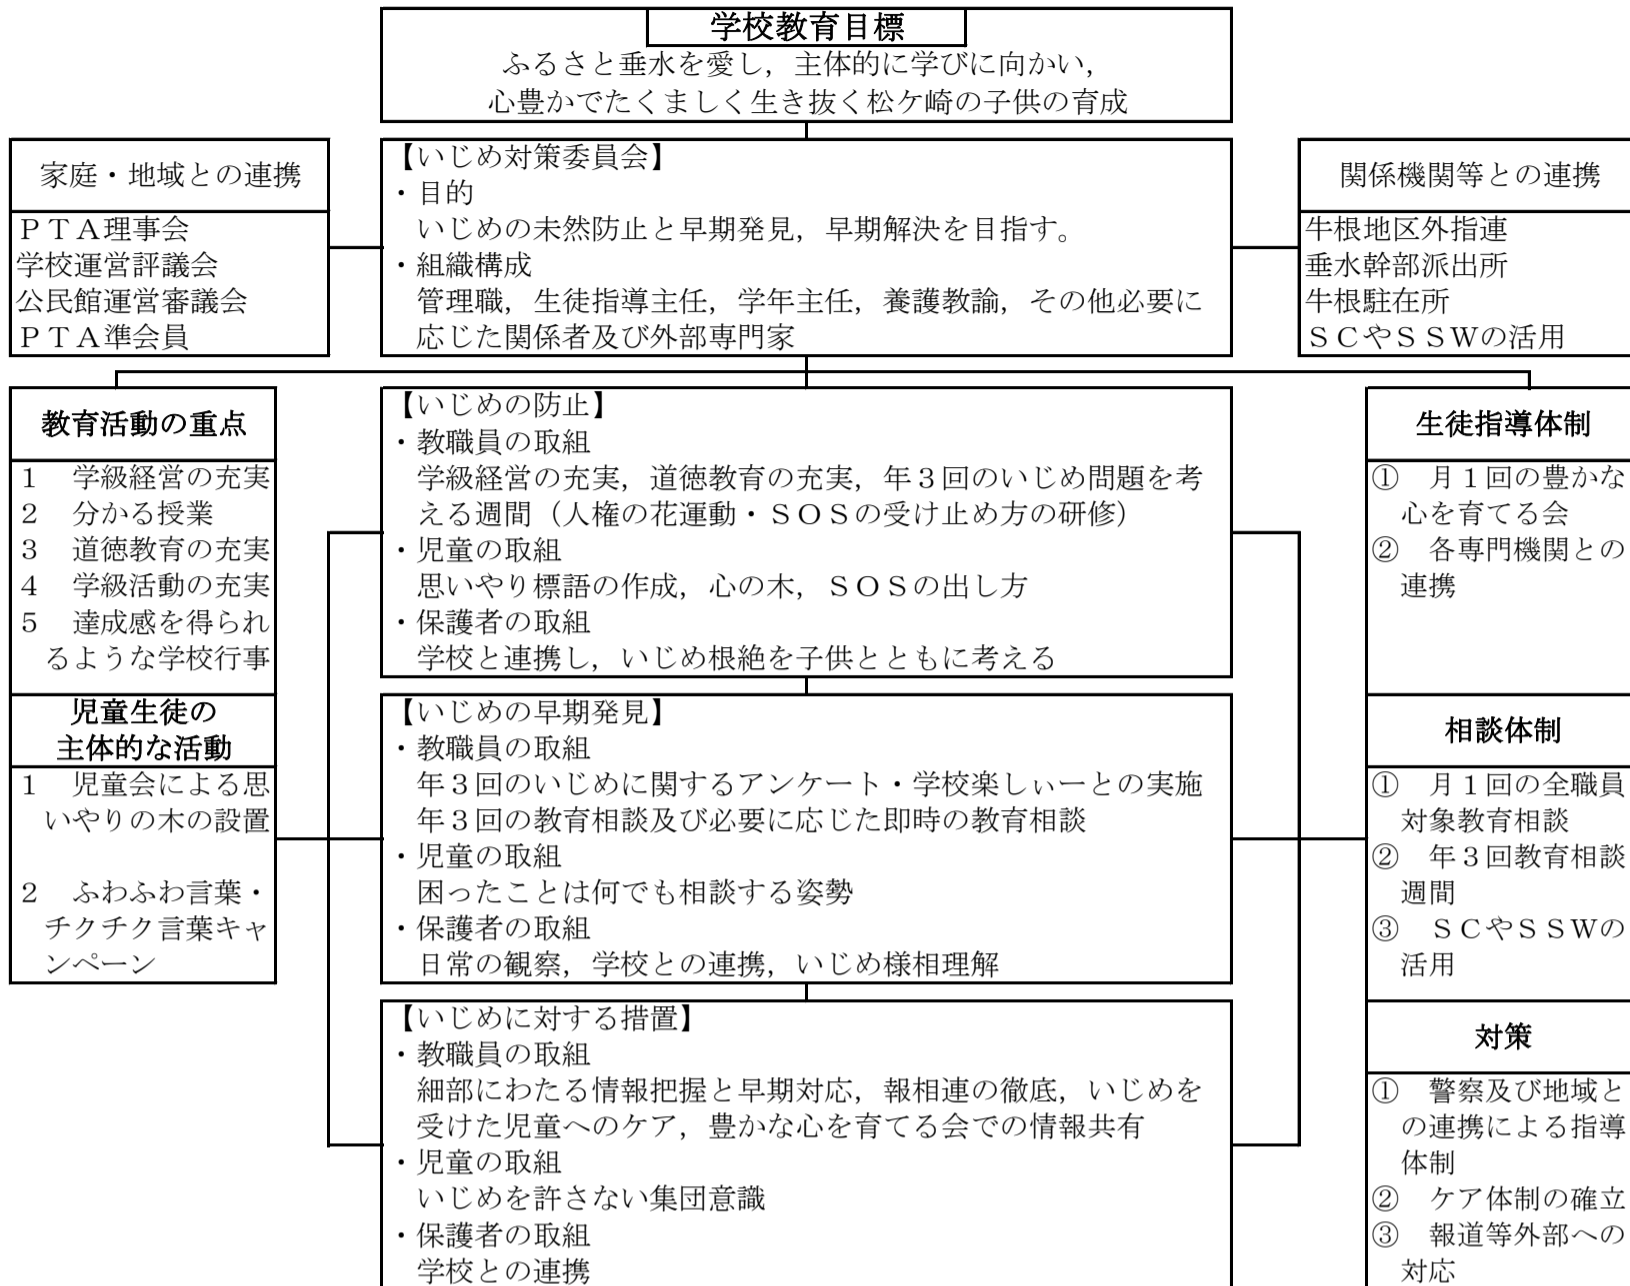 学校教育目標
ふるさと垂水を愛し，主体的に学びに向かい，
心豊かでたくましく生き抜く松ケ崎の子供の育成
家庭・地域との連携
ＰＴＡ理事会
学校運営評議会
公民館運営審議会
ＰＴＡ準会員
【いじめ対策委員会】
・目的
いじめの未然防止と早期発見，早期解決を目指す。
・組織構成
管理職，生徒指導主任，学年主任，養護教諭，その他必要に
応じた関係者及び外部専門家
関係機関等との連携
牛根地区外指連
垂水幹部派出所
牛根駐在所
ＳＣやＳＳＷの活用
教育活動の重点
1　学級経営の充実
2　分かる授業
3　道徳教育の充実
4　学級活動の充実
5　達成感を得られ
るような学校行事
児童生徒の
主体的な活動
1　児童会による思
いやりの木の設置
2　ふわふわ言葉・
チクチク言葉キャ
ンペーン
【いじめの防止】
・教職員の取組
学級経営の充実，道徳教育の充実，年３回のいじめ問題を考
える週間（人権の花運動・ＳＯＳの受け止め方の研修）
・児童の取組
思いやり標語の作成，心の木，ＳＯＳの出し方
・保護者の取組
学校と連携し，いじめ根絶を子供とともに考える
【いじめの早期発見】
・教職員の取組
年３回のいじめに関するアンケート・学校楽しぃーとの実施
年３回の教育相談及び必要に応じた即時の教育相談
・児童の取組
困ったことは何でも相談する姿勢
・保護者の取組
日常の観察，学校との連携，いじめ様相理解
【いじめに対する措置】
・教職員の取組
細部にわたる情報把握と早期対応，報相連の徹底，いじめを
受けた児童へのケア，豊かな心を育てる会での情報共有
・児童の取組
いじめを許さない集団意識
・保護者の取組
学校との連携
生徒指導体制
①　月１回の豊かな
心を育てる会
②　各専門機関との
連携
相談体制
①　月１回の全職員
対象教育相談
②　年３回教育相談
週間
③　ＳＣやＳＳＷの
活用
対策
①　警察及び地域と
の連携による指導
体制
②　ケア体制の確立
③　報道等外部への
対応